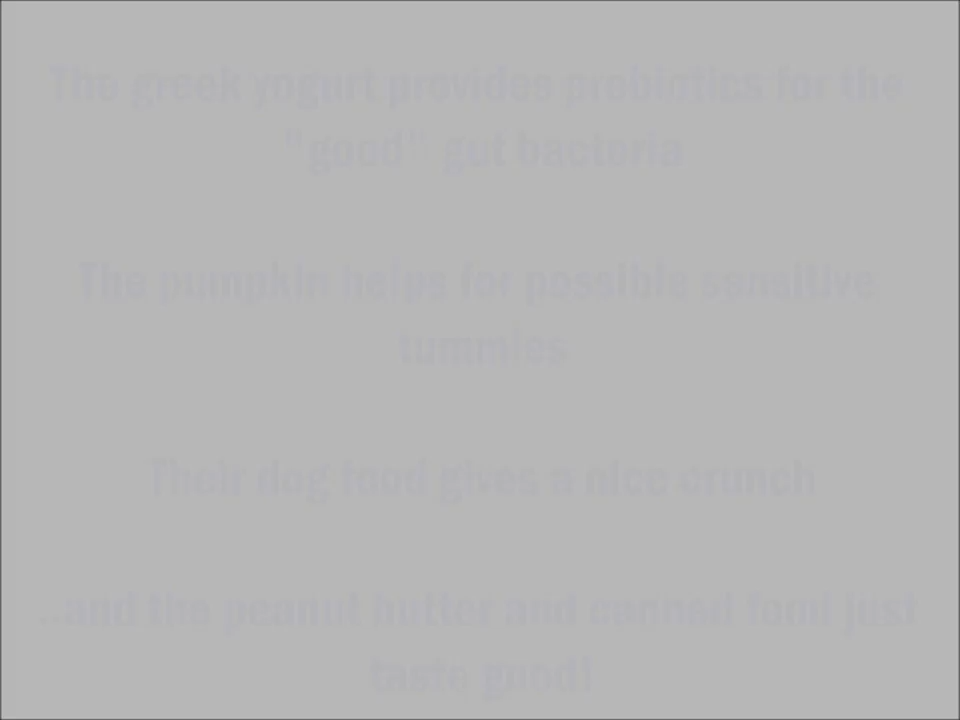 The greek yogurt provides probiotics for the
"good" gut bacteria
The pumpkin helps for possible sensitive
tummies
Their dog food gives a nice crunch
..and the peanut butter and canned food just
taste good!